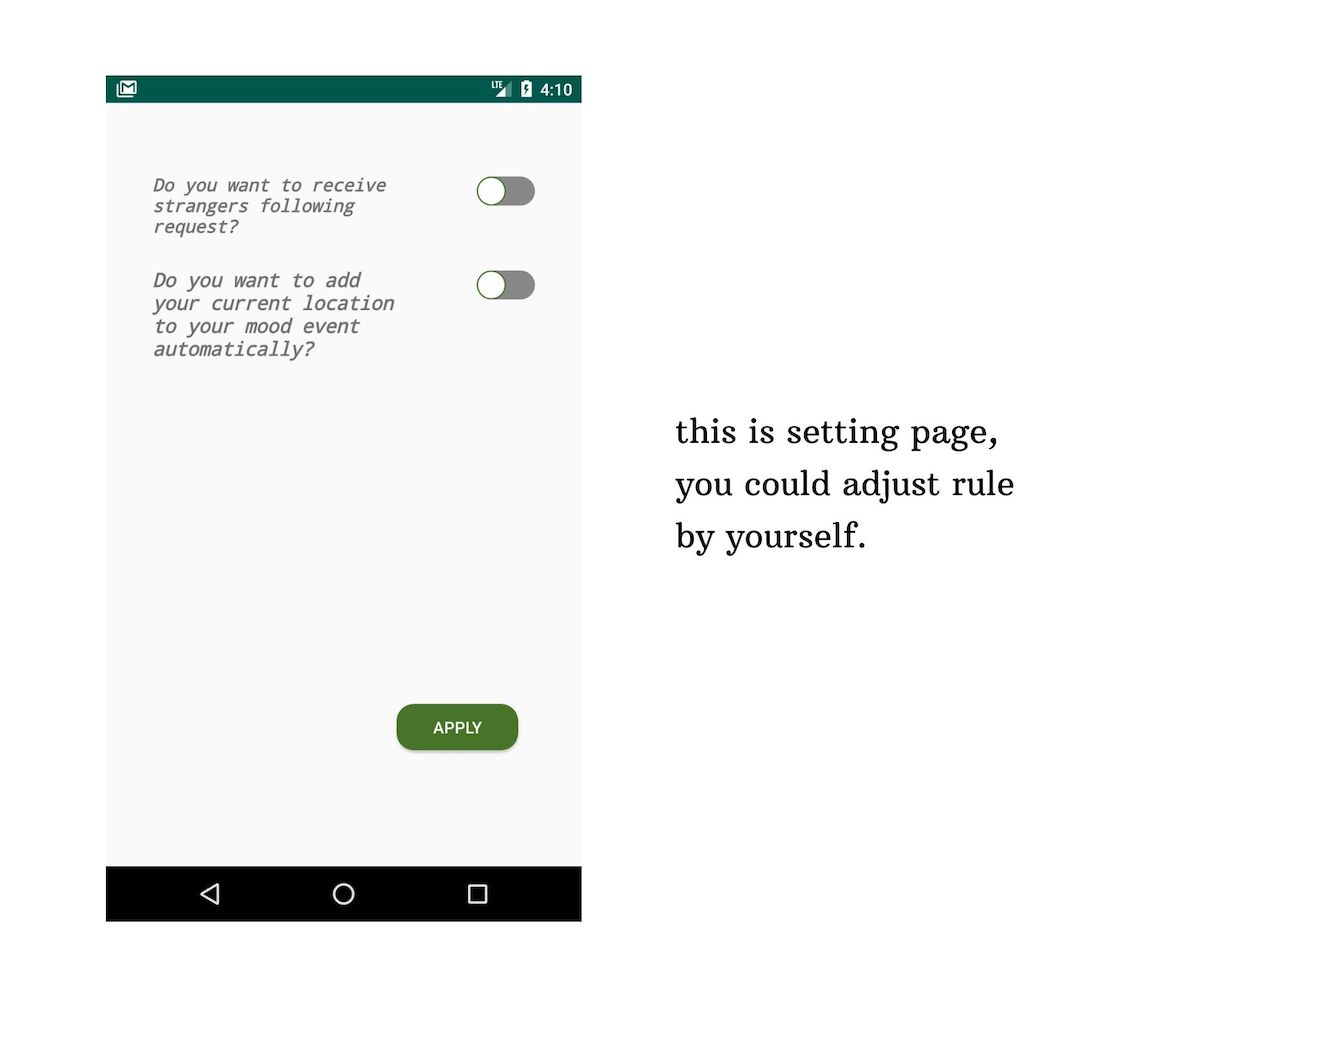 LTE 4:10
Do you want to receive
strangers following
request?
Do you want to add
your current location
to your mood event
automatically?
this is setting page,
you could adjust rule
by yourself.
APPLY